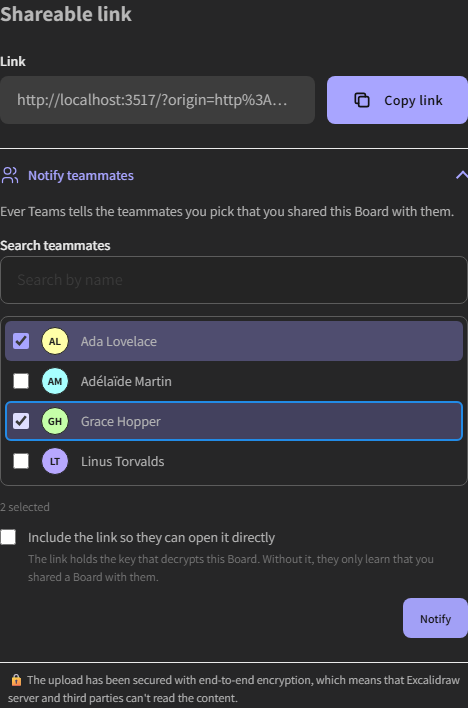 Shareable link
Link
http://localhost:3517/?origin=http%3A...
Copy link
Notify teammates
Ever Teams tells the teammates you pick that you shared this Board with them.
Search teammates
Search by name
AL Ada Lovelace
AM Adélaïde Martin
GH Grace Hopper
LT Linus Torvalds
2 selected
Include the link so they can open it directly
The link holds the key that decrypts this Board. Without it, they only learn that you
shared a Board with them.
Notify
The upload has been secured with end-to-end encryption, which means that Excalidraw
server and third parties can't read the content.